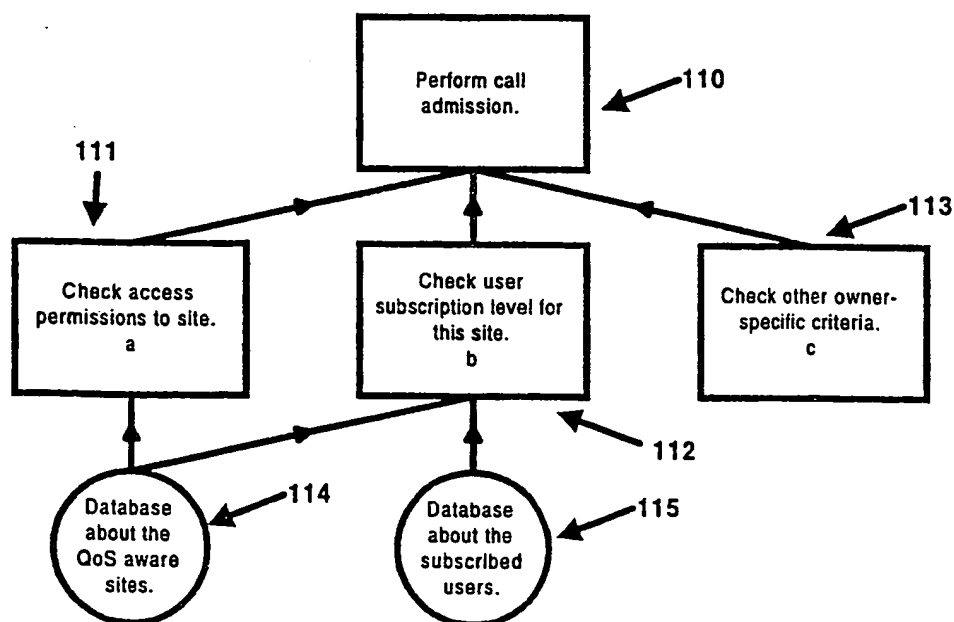 Perform call
admission.
110
111
113
Check access
permissions to site.
a
Check user
subscription level for
this site.
b
Check other owner-
specific criteria.
c
112
Database
about the
QoS aware
sites.
114
Database
about the
subscribed
users.
115